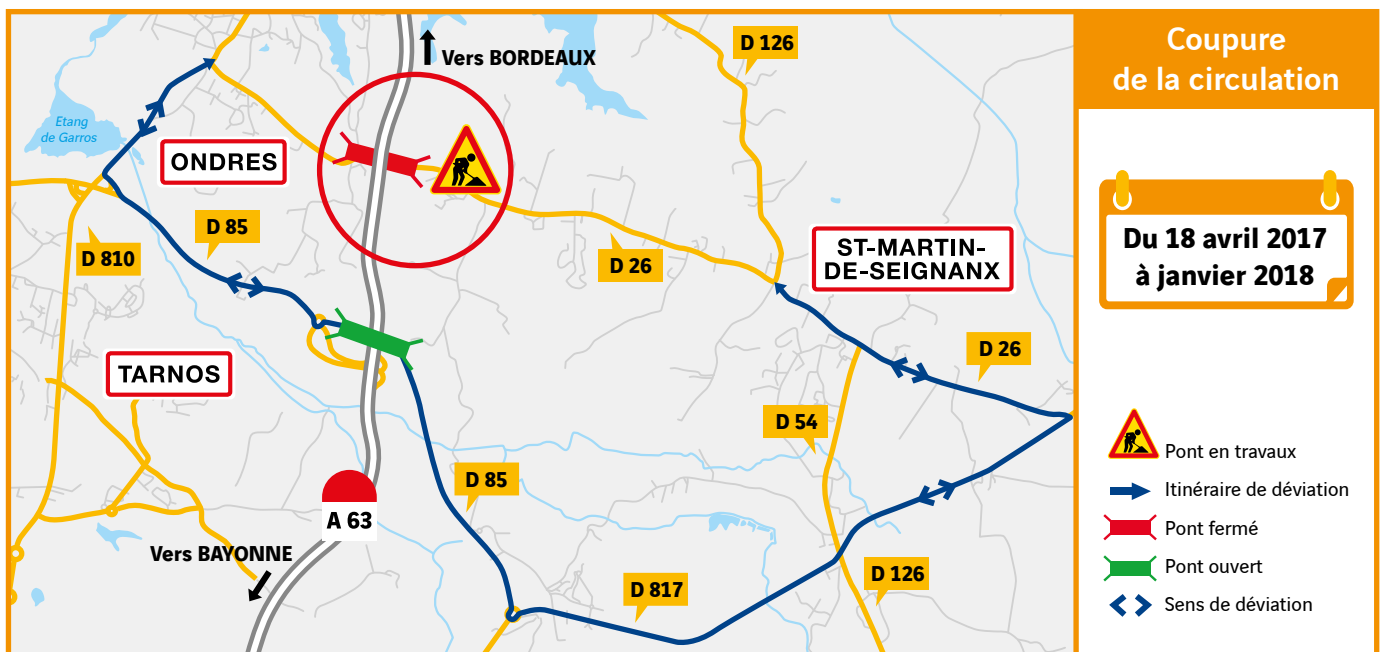 Vers BORDEAUX
D 126
Etang
de Garros
ONDRES
D 85
D 810
D 26
ST-MARTIN-
DE-SEIGNANX
D 26
TARNOS
D 54
D 85
A 63
Vers BAYONNE
D 817
D 126
Coupure
de la circulation
Du 18 avril 2017
à janvier 2018
Pont en travaux
Itinéraire de déviation
Pont fermé
Pont ouvert
Sens de déviation